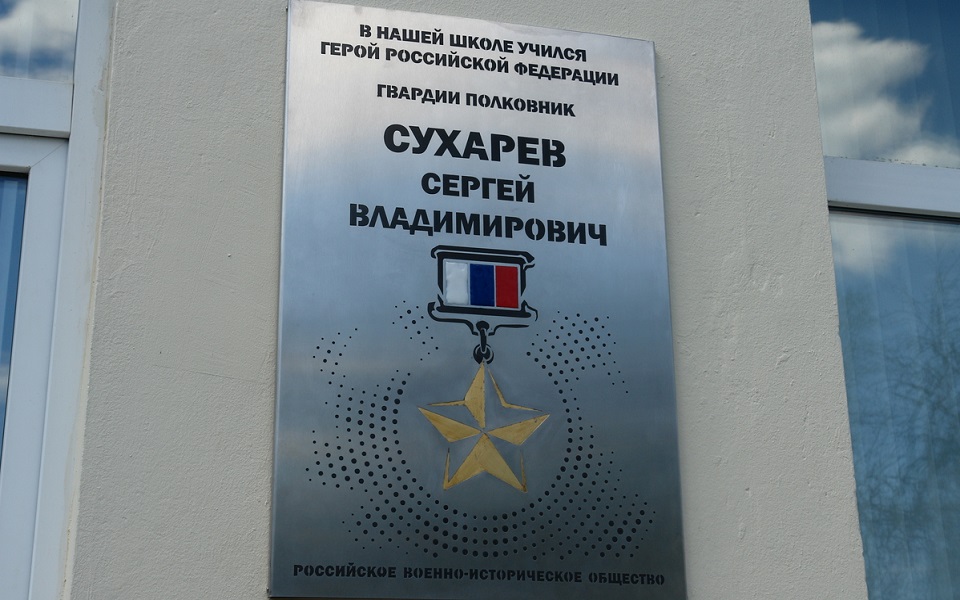 В НАШЕЙ ШКОЛЕ УЧИЛСЯ
ГЕРОЙ РОССИЙСКОЙ ФЕДЕРАЦИИ
ГВАРДИИ ПОЛКОВНИК
СУХАРЕВ
СЕРГЕЙ
ВЛАДИМИРОВИЧ
РОССИЙСКОЕ ВОЕННО-ИСТОРИЧЕСКОЕ ОБЩЕСТВО